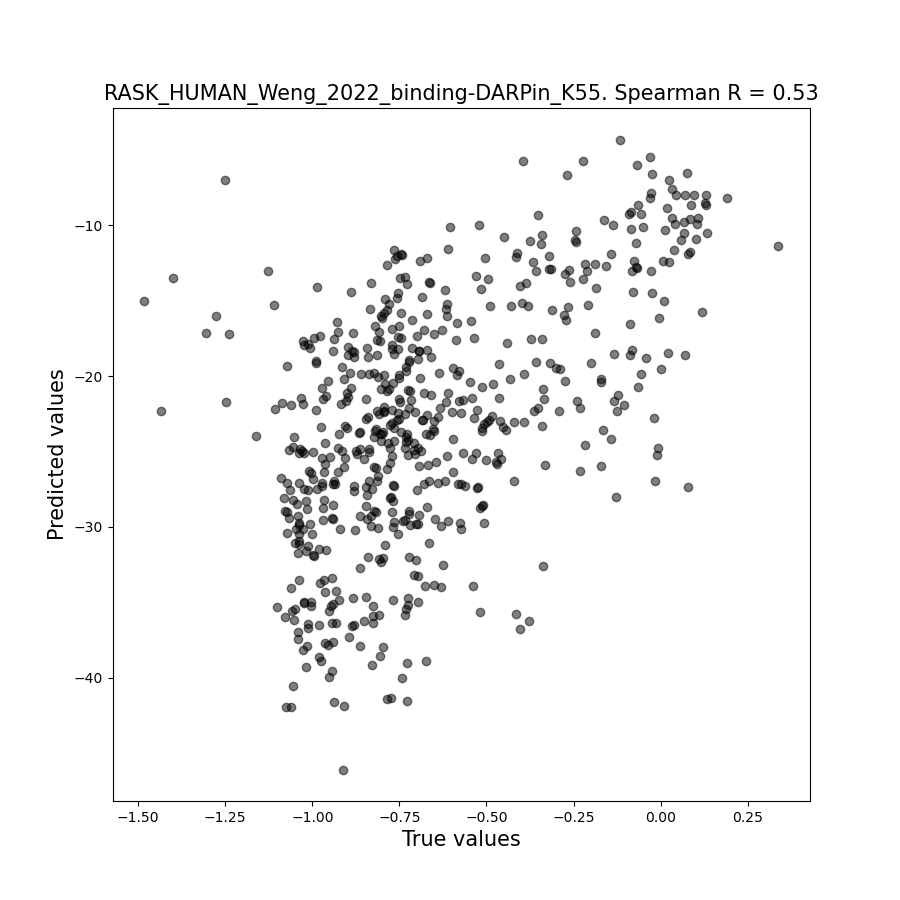 RASK_HUMAN_Weng_2022_binding-DARPin_K55. Spearman R = 0.53
Predicted values
−10
−20
−30
−40
−1.50 −1.25 −1.00 −0.75 −0.50 −0.25 0.00 0.25
True values